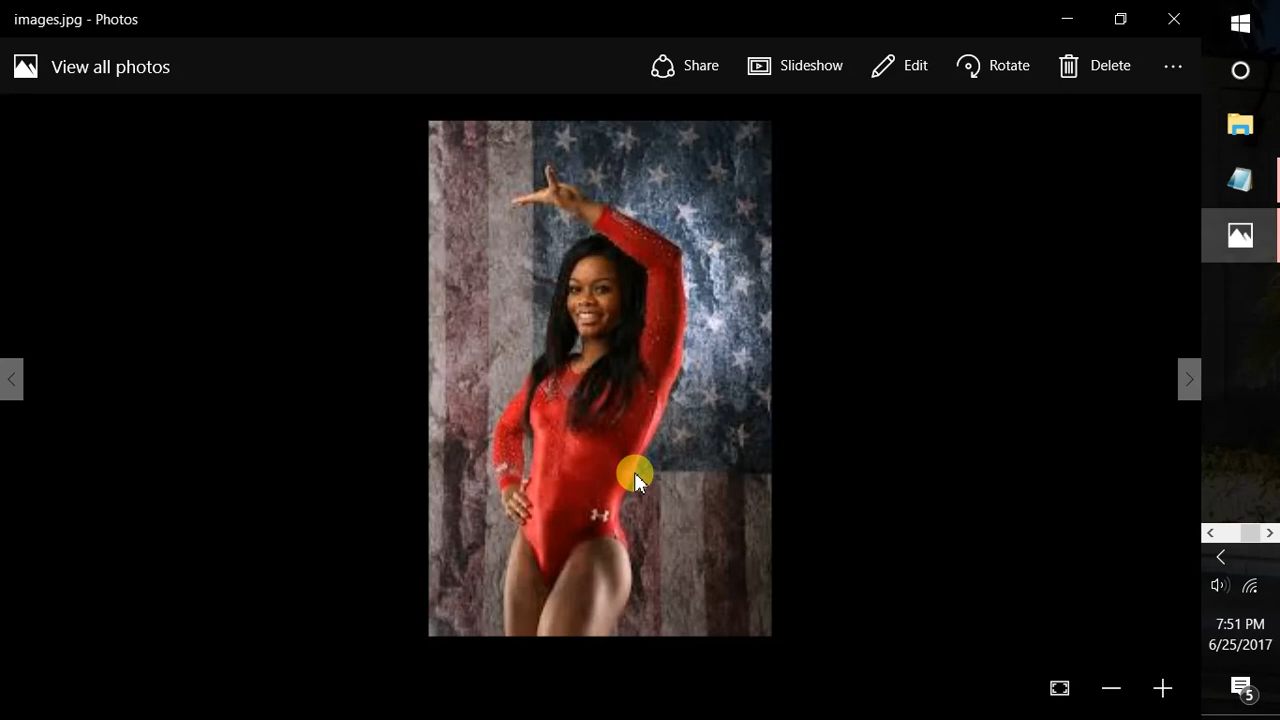 images.jpg - Photos
View all photos
Share
Slideshow
Edit
Rotate
Delete
7:51 PM
6/25/2017
5